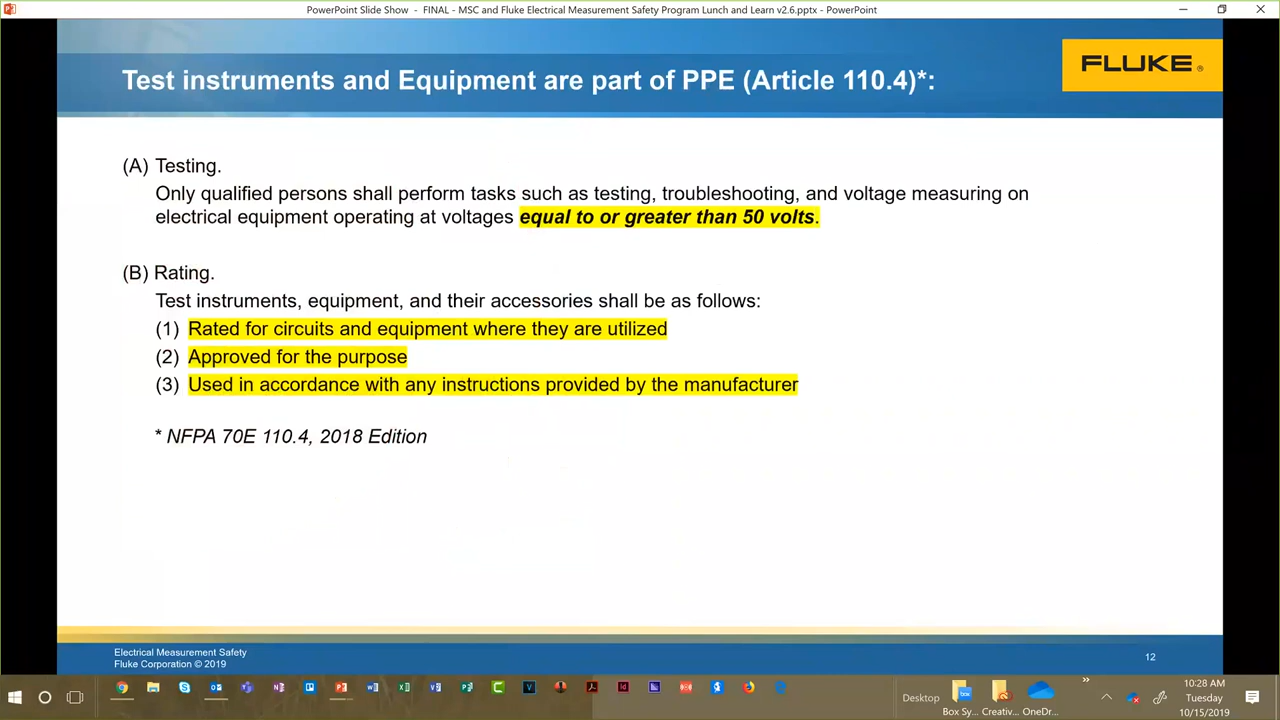 PowerPoint Slide Show - FINAL - MSC and Fluke Electrical Measurement Safety Program Lunch and Learn v2.6.pptx - PowerPoint
Test instruments and Equipment are part of PPE (Article 110.4)*:
FLUKE®
(A) Testing.
Only qualified persons shall perform tasks such as testing, troubleshooting, and voltage measuring on
electrical equipment operating at voltages equal to or greater than 50 volts.
(B) Rating.
Test instruments, equipment, and their accessories shall be as follows:
(1) Rated for circuits and equipment where they are utilized
(2) Approved for the purpose
(3) Used in accordance with any instructions provided by the manufacturer
* NFPA 70E 110.4, 2018 Edition
Electrical Measurement Safety
Fluke Corporation © 2019
12
Desktop
»
Box Sy... Creativ... OneDr...
10:28 AM
Tuesday
10/15/2019